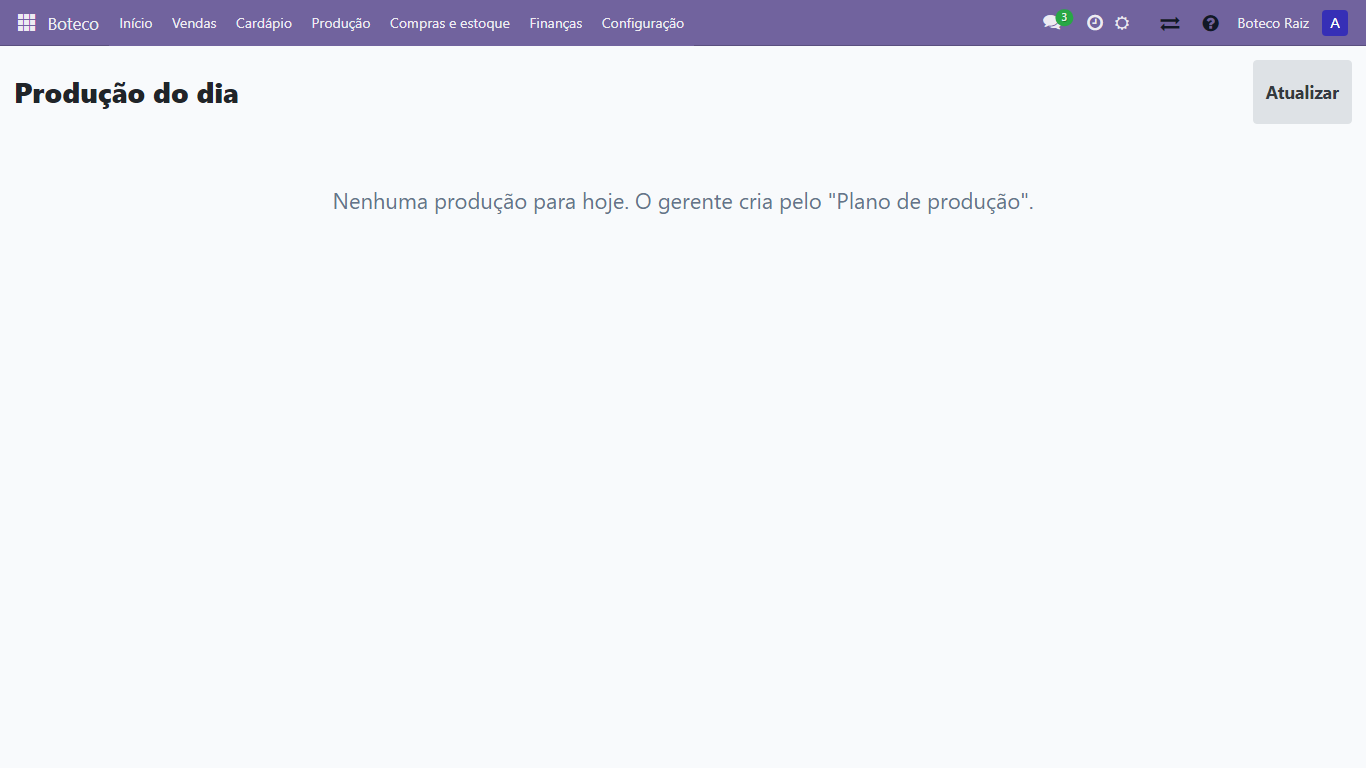 Boteco Início Vendas Cardápio Produção Compras e estoque Finanças Configuração 3 Boteco Raiz A
Produção do dia
Atualizar
Nenhuma produção para hoje. O gerente cria pelo "Plano de produção".